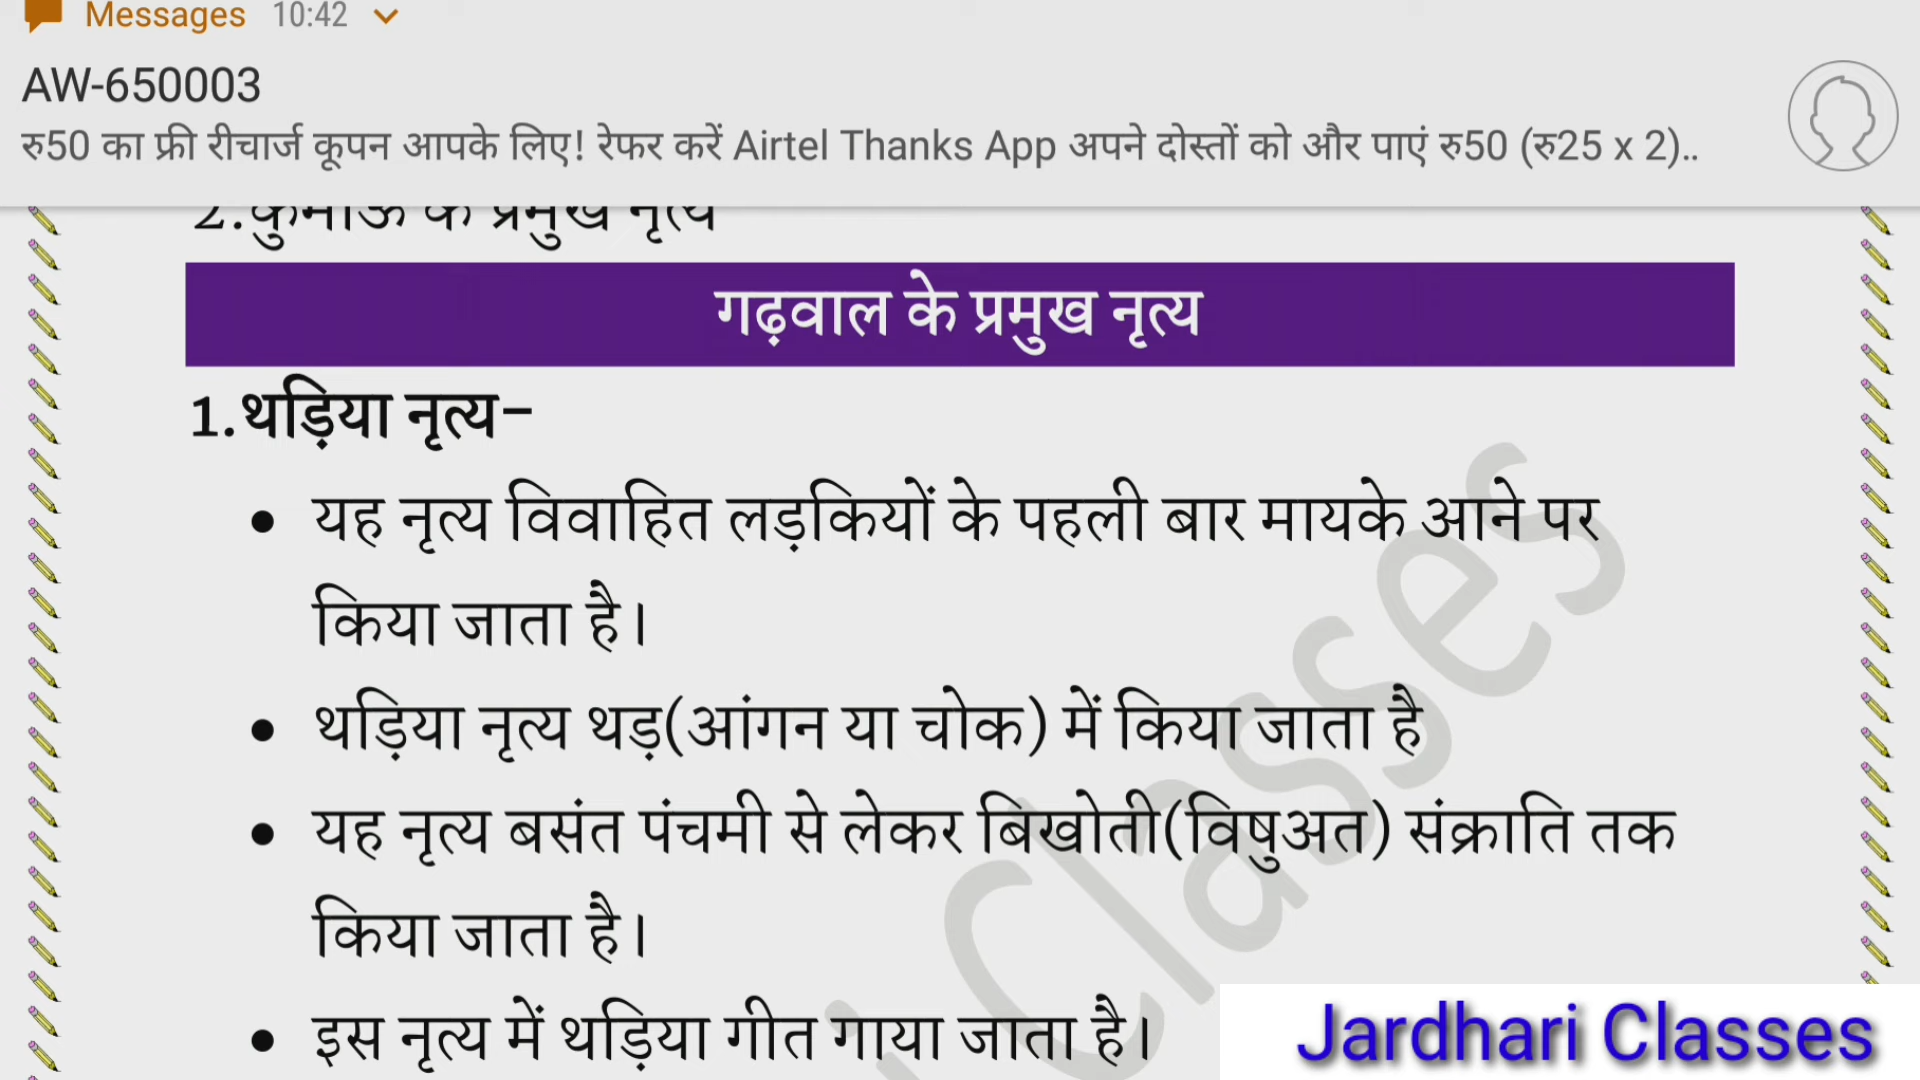 Messages 10:42
AW-650003
रु50 का फ्री रीचार्ज कूपन आपके लिए! रेफर करें Airtel Thanks App अपने दोस्तों को और पाएं रु50 (रु25 x 2)..
2.कुमाऊं के प्रमुख नृत्य
गढ़वाल के प्रमुख नृत्य
1.थड़िया नृत्य–
• यह नृत्य विवाहित लड़कियों के पहली बार मायके आने पर
किया जाता है।
• थड़िया नृत्य थड़(आंगन या चोक) में किया जाता है
• यह नृत्य बसंत पंचमी से लेकर बिखोती(विषुअत) संक्राति तक
किया जाता है।
• इस नृत्य में थड़िया गीत गाया जाता है।
Classes
Jardhari Classes